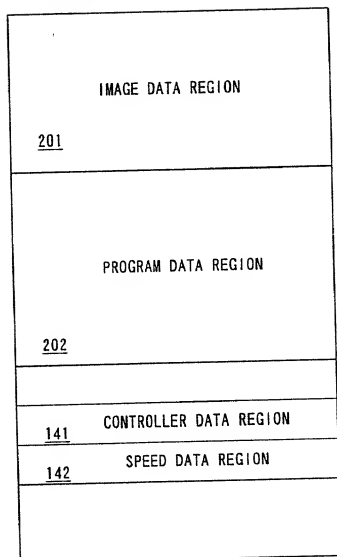 IMAGE DATA REGION
201
PROGRAM DATA REGION
202
141 CONTROLLER DATA REGION
142 SPEED DATA REGION